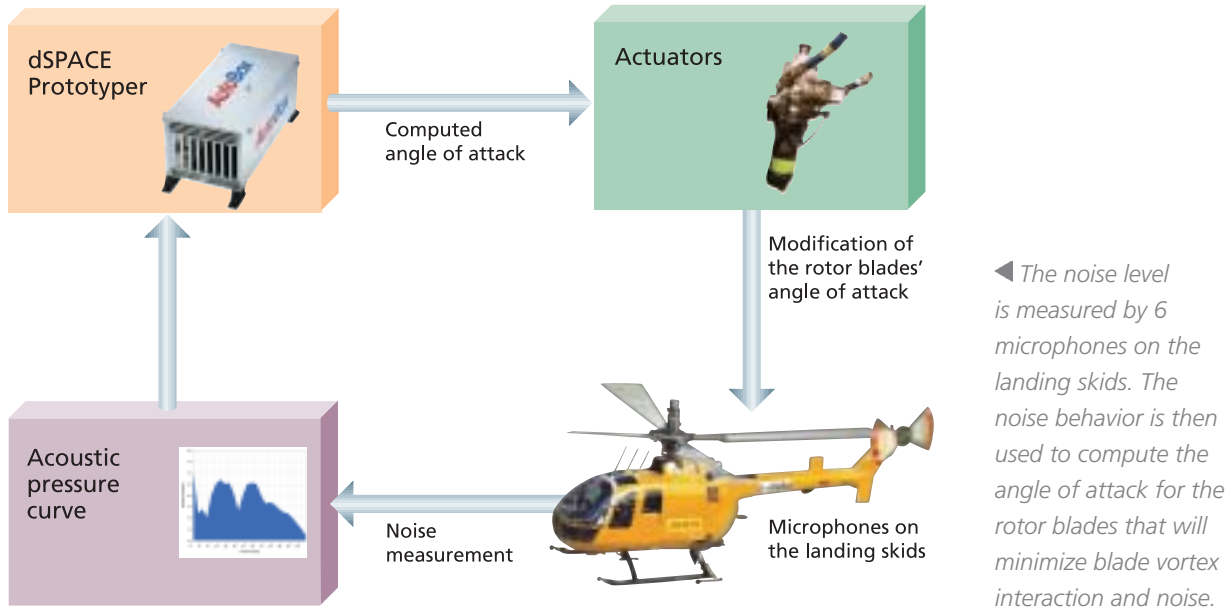 dSPACE
Prototyper
Computed
angle of attack
Actuators
Modification of
the rotor blades’
angle of attack
Microphones on
the landing skids
Noise
measurement
Acoustic
pressure
curve
The noise level
is measured by 6
microphones on the
landing skids. The
noise behavior is then
used to compute the
angle of attack for the
rotor blades that will
minimize blade vortex
interaction and noise.